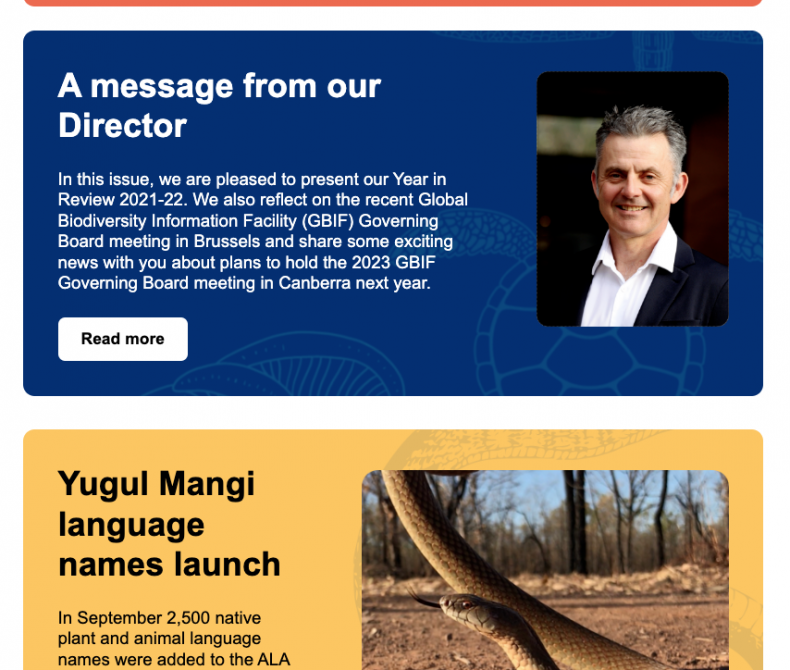 A message from our
Director
In this issue, we are pleased to present our Year in
Review 2021-22. We also reflect on the recent Global
Biodiversity Information Facility (GBIF) Governing
Board meeting in Brussels and share some exciting
news with you about plans to hold the 2023 GBIF
Governing Board meeting in Canberra next year.
Read more
Yugul Mangi
language
names launch
In September 2,500 native
plant and animal language
names were added to the ALA